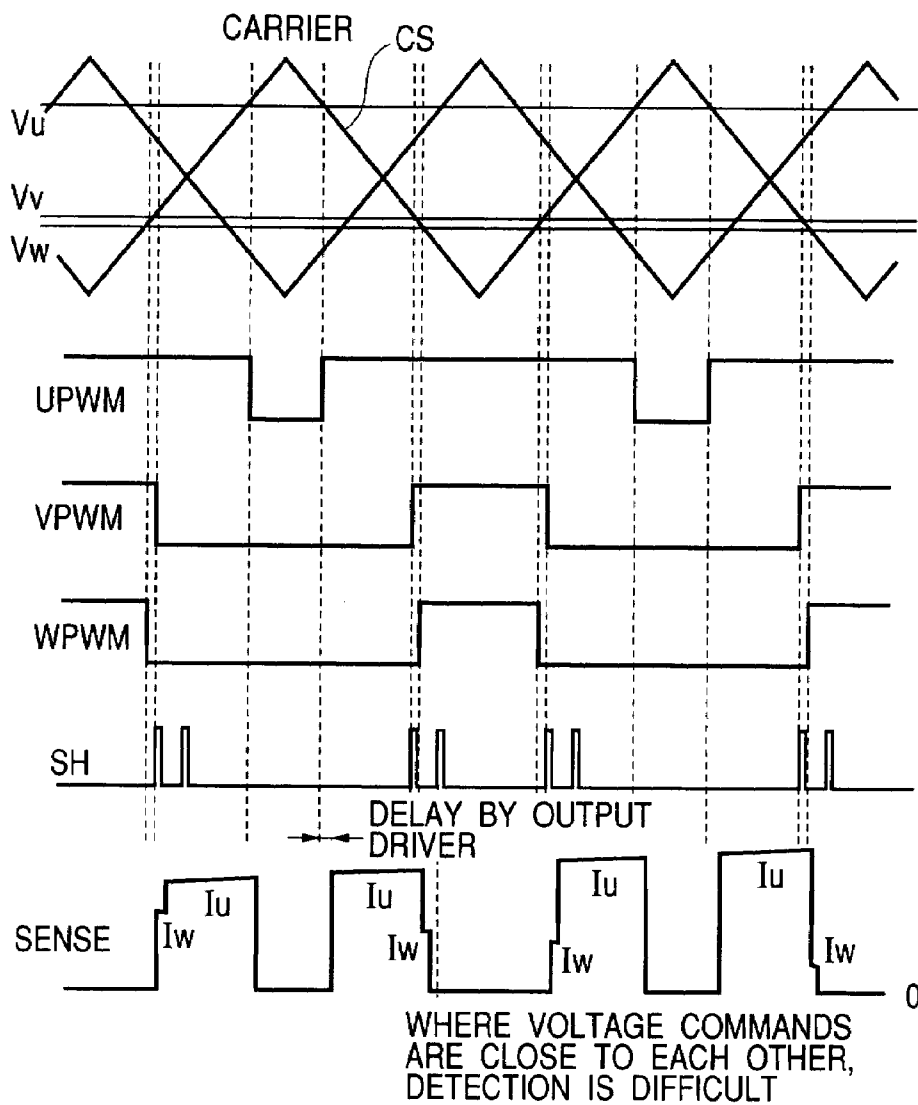 CARRIER
CS
Vu
Vv
Vw
UPWM
VPWM
WPWM
SH
DELAY BY OUTPUT
DRIVER
SENSE
Iw
Iu
Iu
Iw
Iu
Iw
Iu
Iw
0
WHERE VOLTAGE COMMANDS
ARE CLOSE TO EACH OTHER,
DETECTION IS DIFFICULT